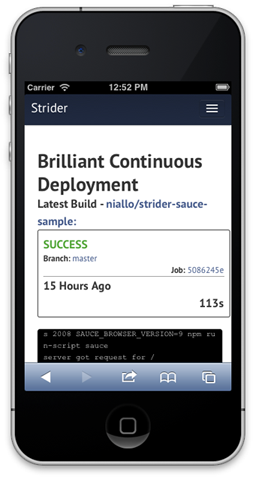 Carrier 12:52 PM
Strider
Brilliant Continuous
Deployment
Latest Build - niallo/strider-sauce-
sample:
SUCCESS
Branch: master
Job: 5086245e
15 Hours Ago
113s
s 2008 SAUCE_BROWSER_VERSION=9 npm ru
n-script sauce
server got request for /